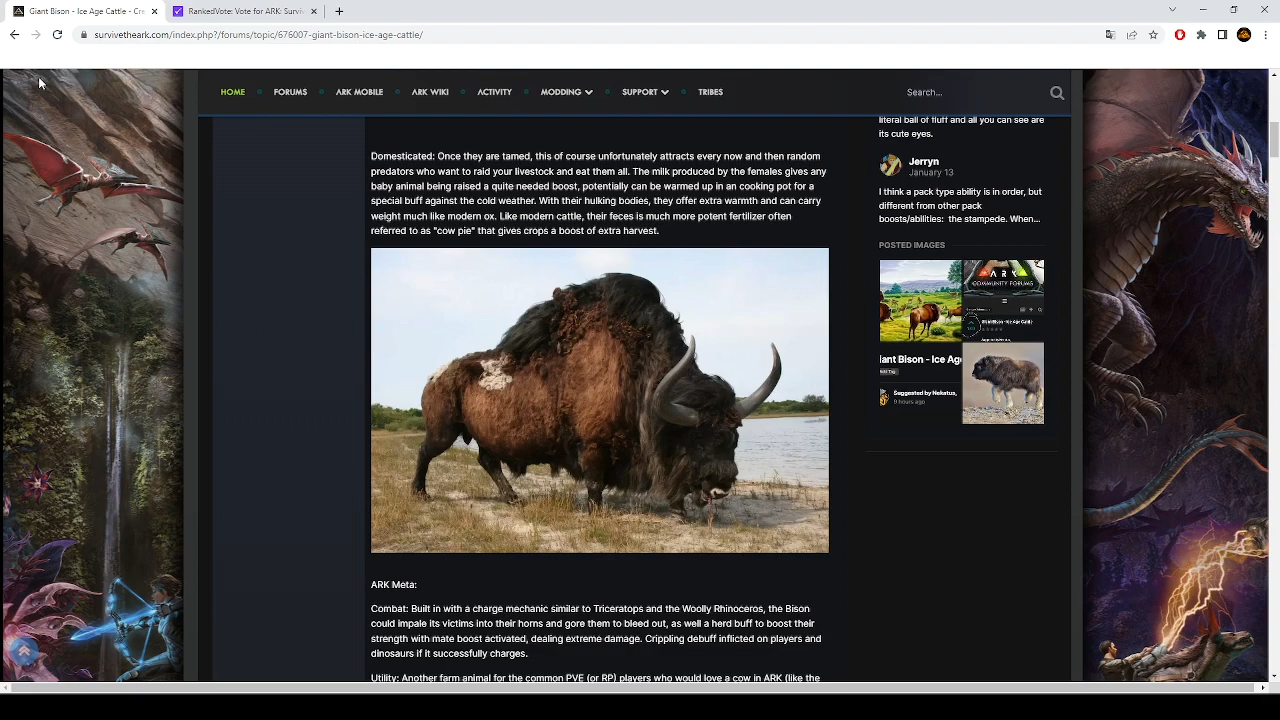 Giant Bison - Ice Age Cattle - Cre
RankedVote: Vote for ARK: Surviv
survivetheark.com/index.php?/forums/topic/676007-giant-bison-ice-age-cattle/
HOME FORUMS ARK MOBILE ARK WIKI ACTIVITY MODDING SUPPORT TRIBES Search...
Domesticated: Once they are tamed, this of course unfortunately attracts every now and then random
predators who want to raid your livestock and eat them all. The milk produced by the females gives any
baby animal being raised a quite needed boost, potentially can be warmed up in an cooking pot for a
special buff against the cold weather. With their hulking bodies, they offer extra warmth and can carry
weight much like modern ox. Like modern cattle, their feces is much more potent fertilizer often
referred to as "cow pie" that gives crops a boost of extra harvest.
ARK Meta:
Combat: Built in with a charge mechanic similar to Triceratops and the Woolly Rhinoceros, the Bison
could impale its victims into their horns and gore them to bleed out, as well a herd buff to boost their
strength with mate boost activated, dealing extreme damage. Crippling debuff inflicted on players and
dinosaurs if it successfully charges.
Utility: Another farm animal for the common PVE (or RP) players who would love a cow in ARK (like the
literal ball of fluff and all you can see are
its cute eyes.
Jerryn
January 13
I think a pack type ability is in order, but
different from other pack
boosts/abilities: the stampede. When...
POSTED IMAGES
ARK
COMMUNITY FORUMS
Giant Bison - Ice Age Cattle
iant Bison - Ice Ag
Suggested by Nekatus,
9 hours ago